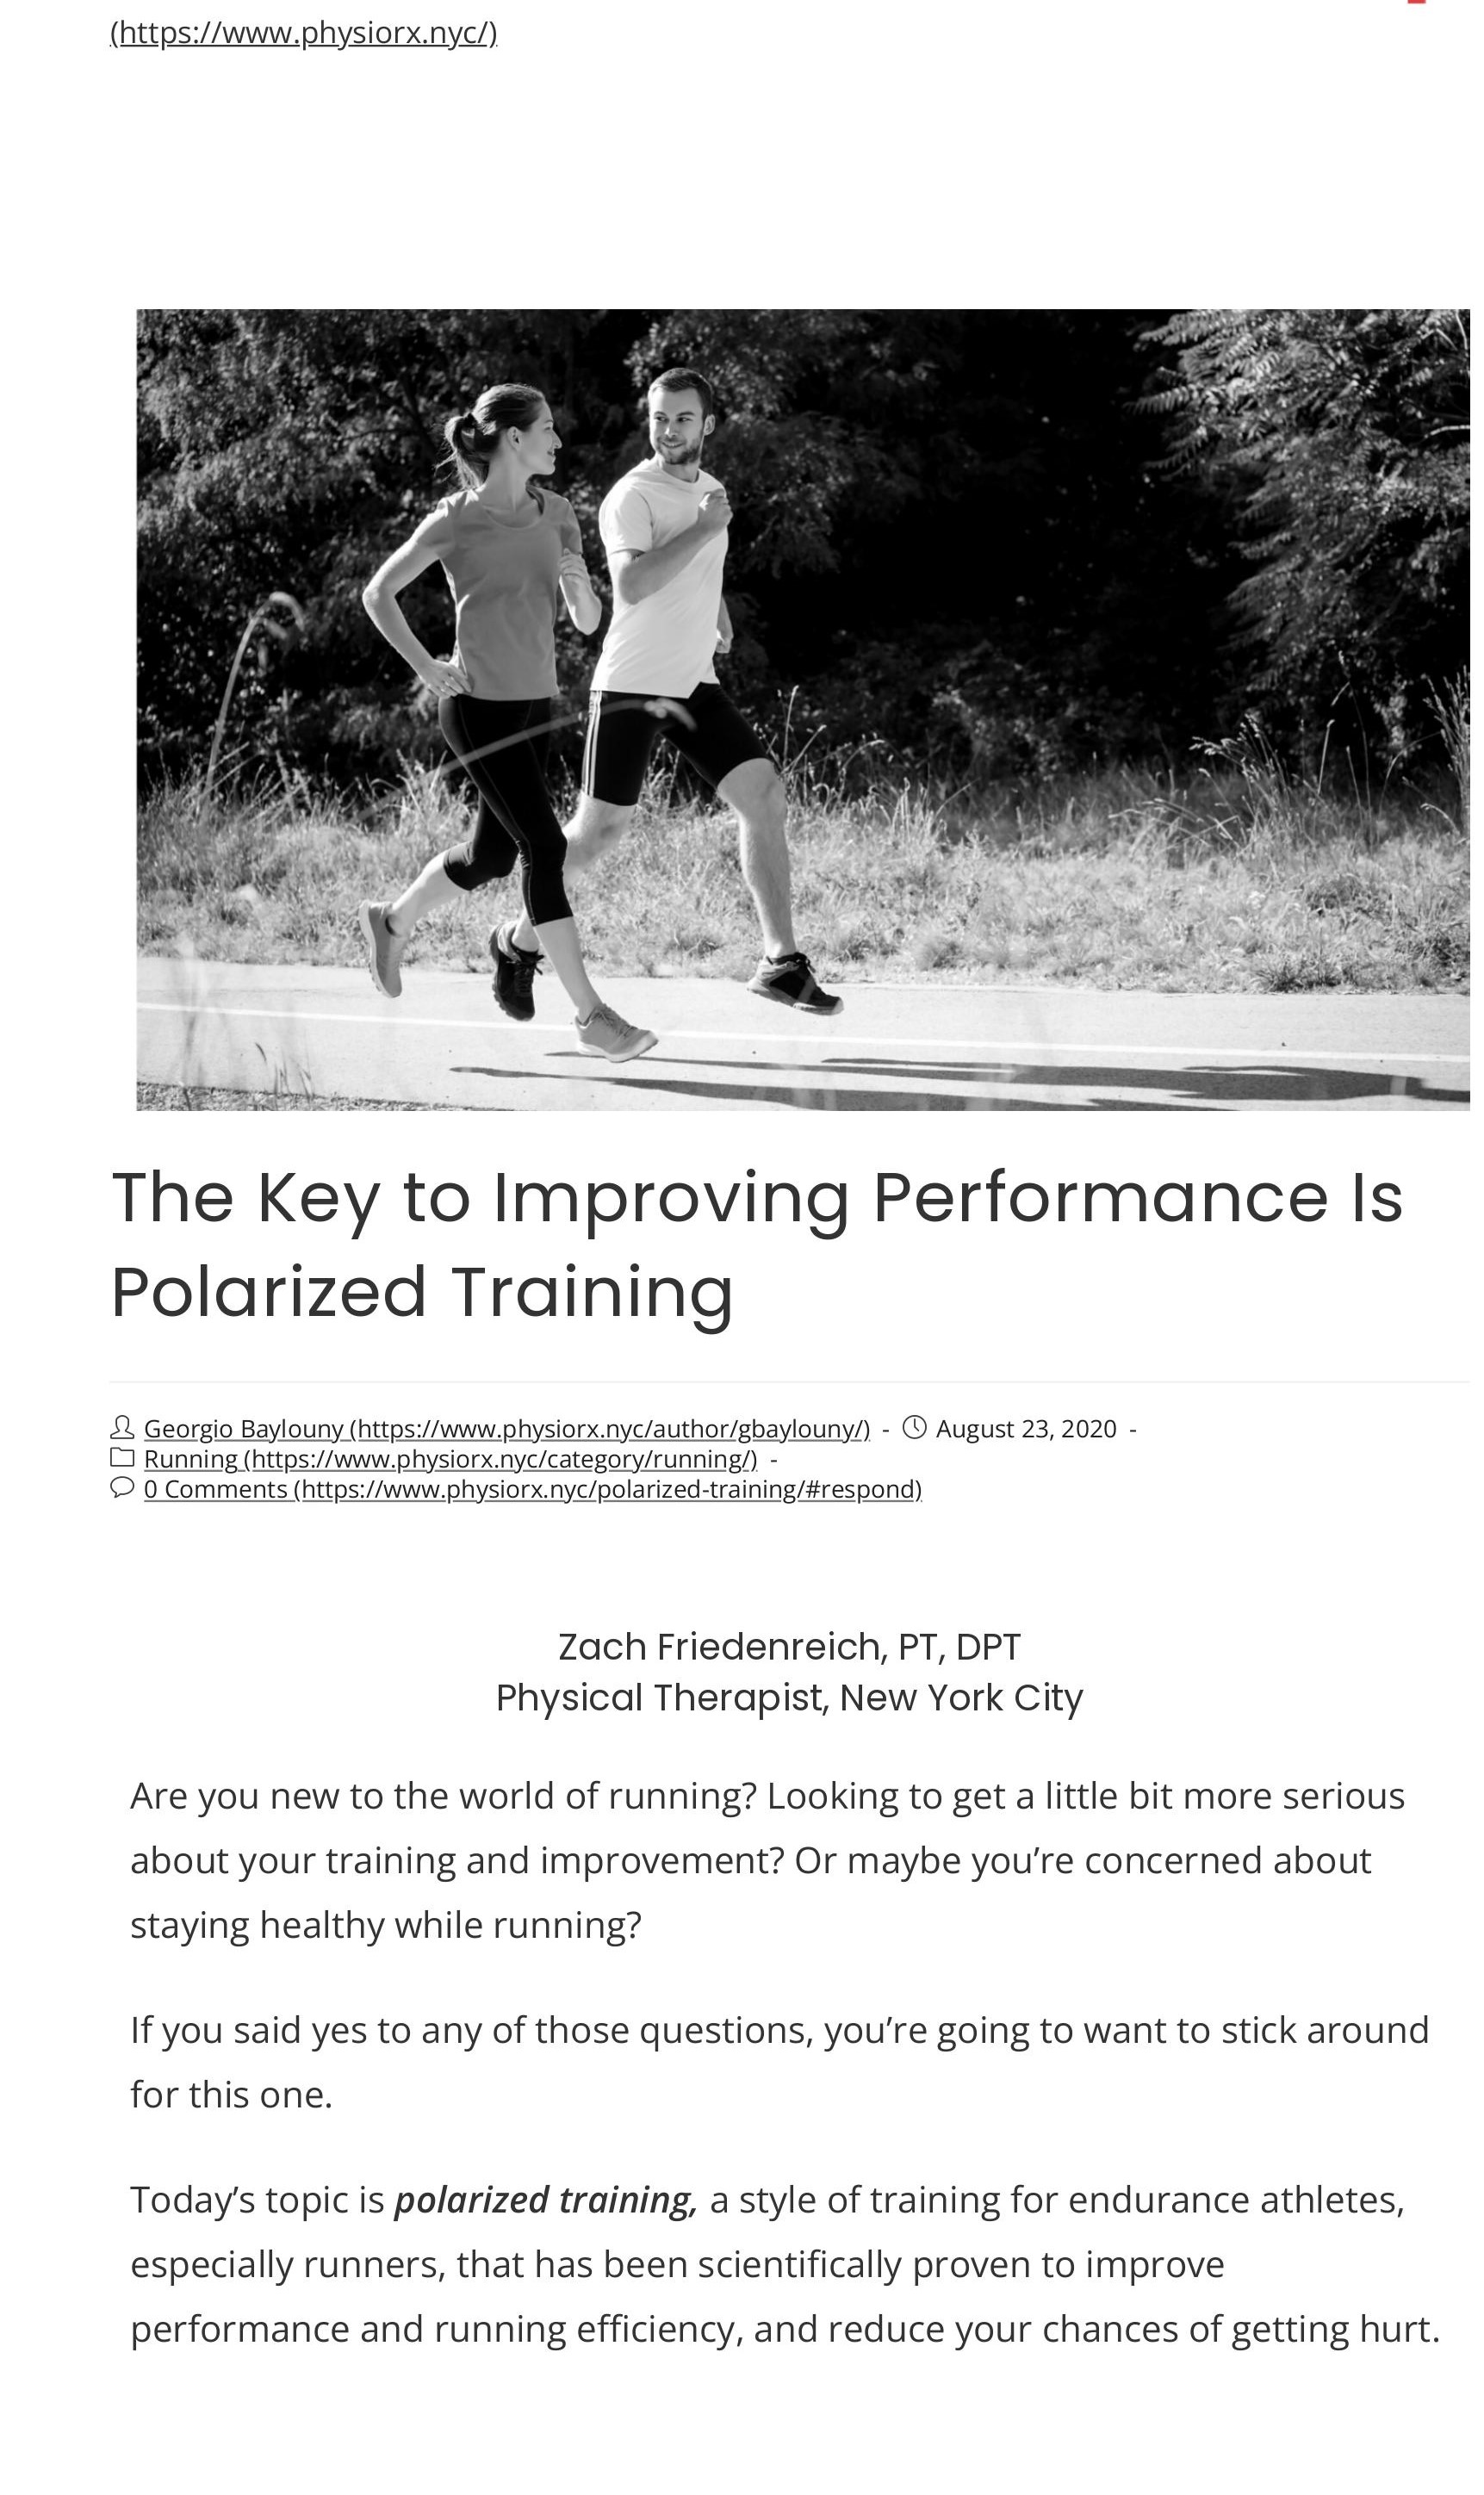 (https://www.physiorx.nyc/)
The Key to Improving Performance Is
Polarized Training
Georgio Baylouny (https://www.physiorx.nyc/author/gbaylouny/) - August 23, 2020 -
Running (https://www.physiorx.nyc/category/running/) -
0 Comments (https://www.physiorx.nyc/polarized-training/#respond)
Zach Friedenreich, PT, DPT
Physical Therapist, New York City
Are you new to the world of running? Looking to get a little bit more serious
about your training and improvement? Or maybe you’re concerned about
staying healthy while running?
If you said yes to any of those questions, you’re going to want to stick around
for this one.
Today’s topic is polarized training, a style of training for endurance athletes,
especially runners, that has been scientifically proven to improve
performance and running efficiency, and reduce your chances of getting hurt.